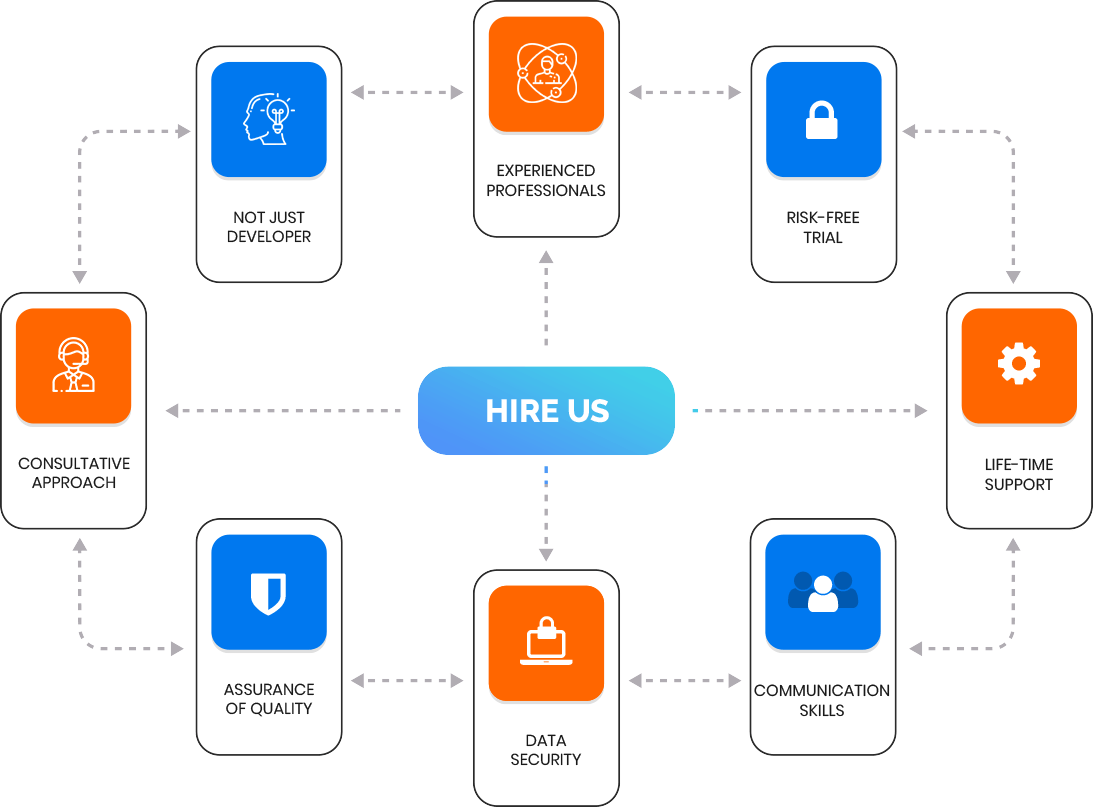 EXPERIENCED
PROFESSIONALS
NOT JUST
DEVELOPER
RISK-FREE
TRIAL
HIRE US
CONSULTATIVE
APPROACH
LIFE-TIME
SUPPORT
ASSURANCE
OF QUALITY
COMMUNICATION
SKILLS
DATA
SECURITY